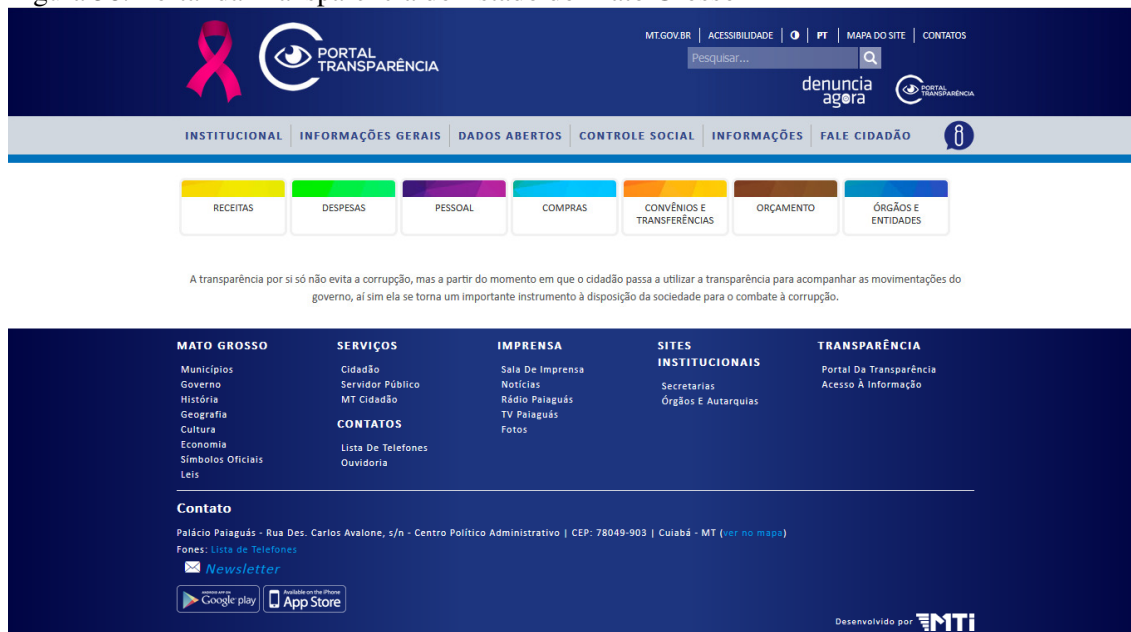 MT.GOV.BR | ACESSIBILIDADE | PT | MAPA DO SITE | CONTATOS
PORTAL
TRANSPARÊNCIA
Pesquisar...
denuncia
agora
PORTAL
TRANSPARÊNCIA
INSTITUCIONAL | INFORMAÇÕES GERAIS | DADOS ABERTOS | CONTROLE SOCIAL | INFORMAÇÕES | FALE CIDADÃO
RECEITAS
DESPESAS
PESSOAL
COMPRAS
CONVÊNIOS E
TRANSFERÊNCIAS
ORÇAMENTO
ÓRGÃOS E
ENTIDADES
A transparência por si só não evita a corrupção, mas a partir do momento em que o cidadão passa a utilizar a transparência para acompanhar as movimentações do
governo, aí sim ela se torna um importante instrumento à disposição da sociedade para o combate à corrupção.
MATO GROSSO
Municípios
Governo
História
Geografia
Cultura
Economia
Símbolos Oficiais
Leis
SERVIÇOS
Cidadão
Servidor Público
MT Cidadão
CONTATOS
Lista De Telefones
Ouvidoria
IMPRENSA
Sala De Imprensa
Notícias
Rádio Paiaguás
TV Paiaguás
Fotos
SITES
INSTITUCIONAIS
Secretarias
Órgãos E Autarquias
TRANSPARÊNCIA
Portal Da Transparência
Acesso À Informação
Contato
Palácio Paiaguás - Rua Des. Carlos Avalone, s/n - Centro Político Administrativo | CEP: 78049-903 | Cuiabá - MT (ver no mapa)
Fones: Lista de Telefones
Newsletter
Google play
Available on the iPhone
App Store
Desenvolvido por MTi